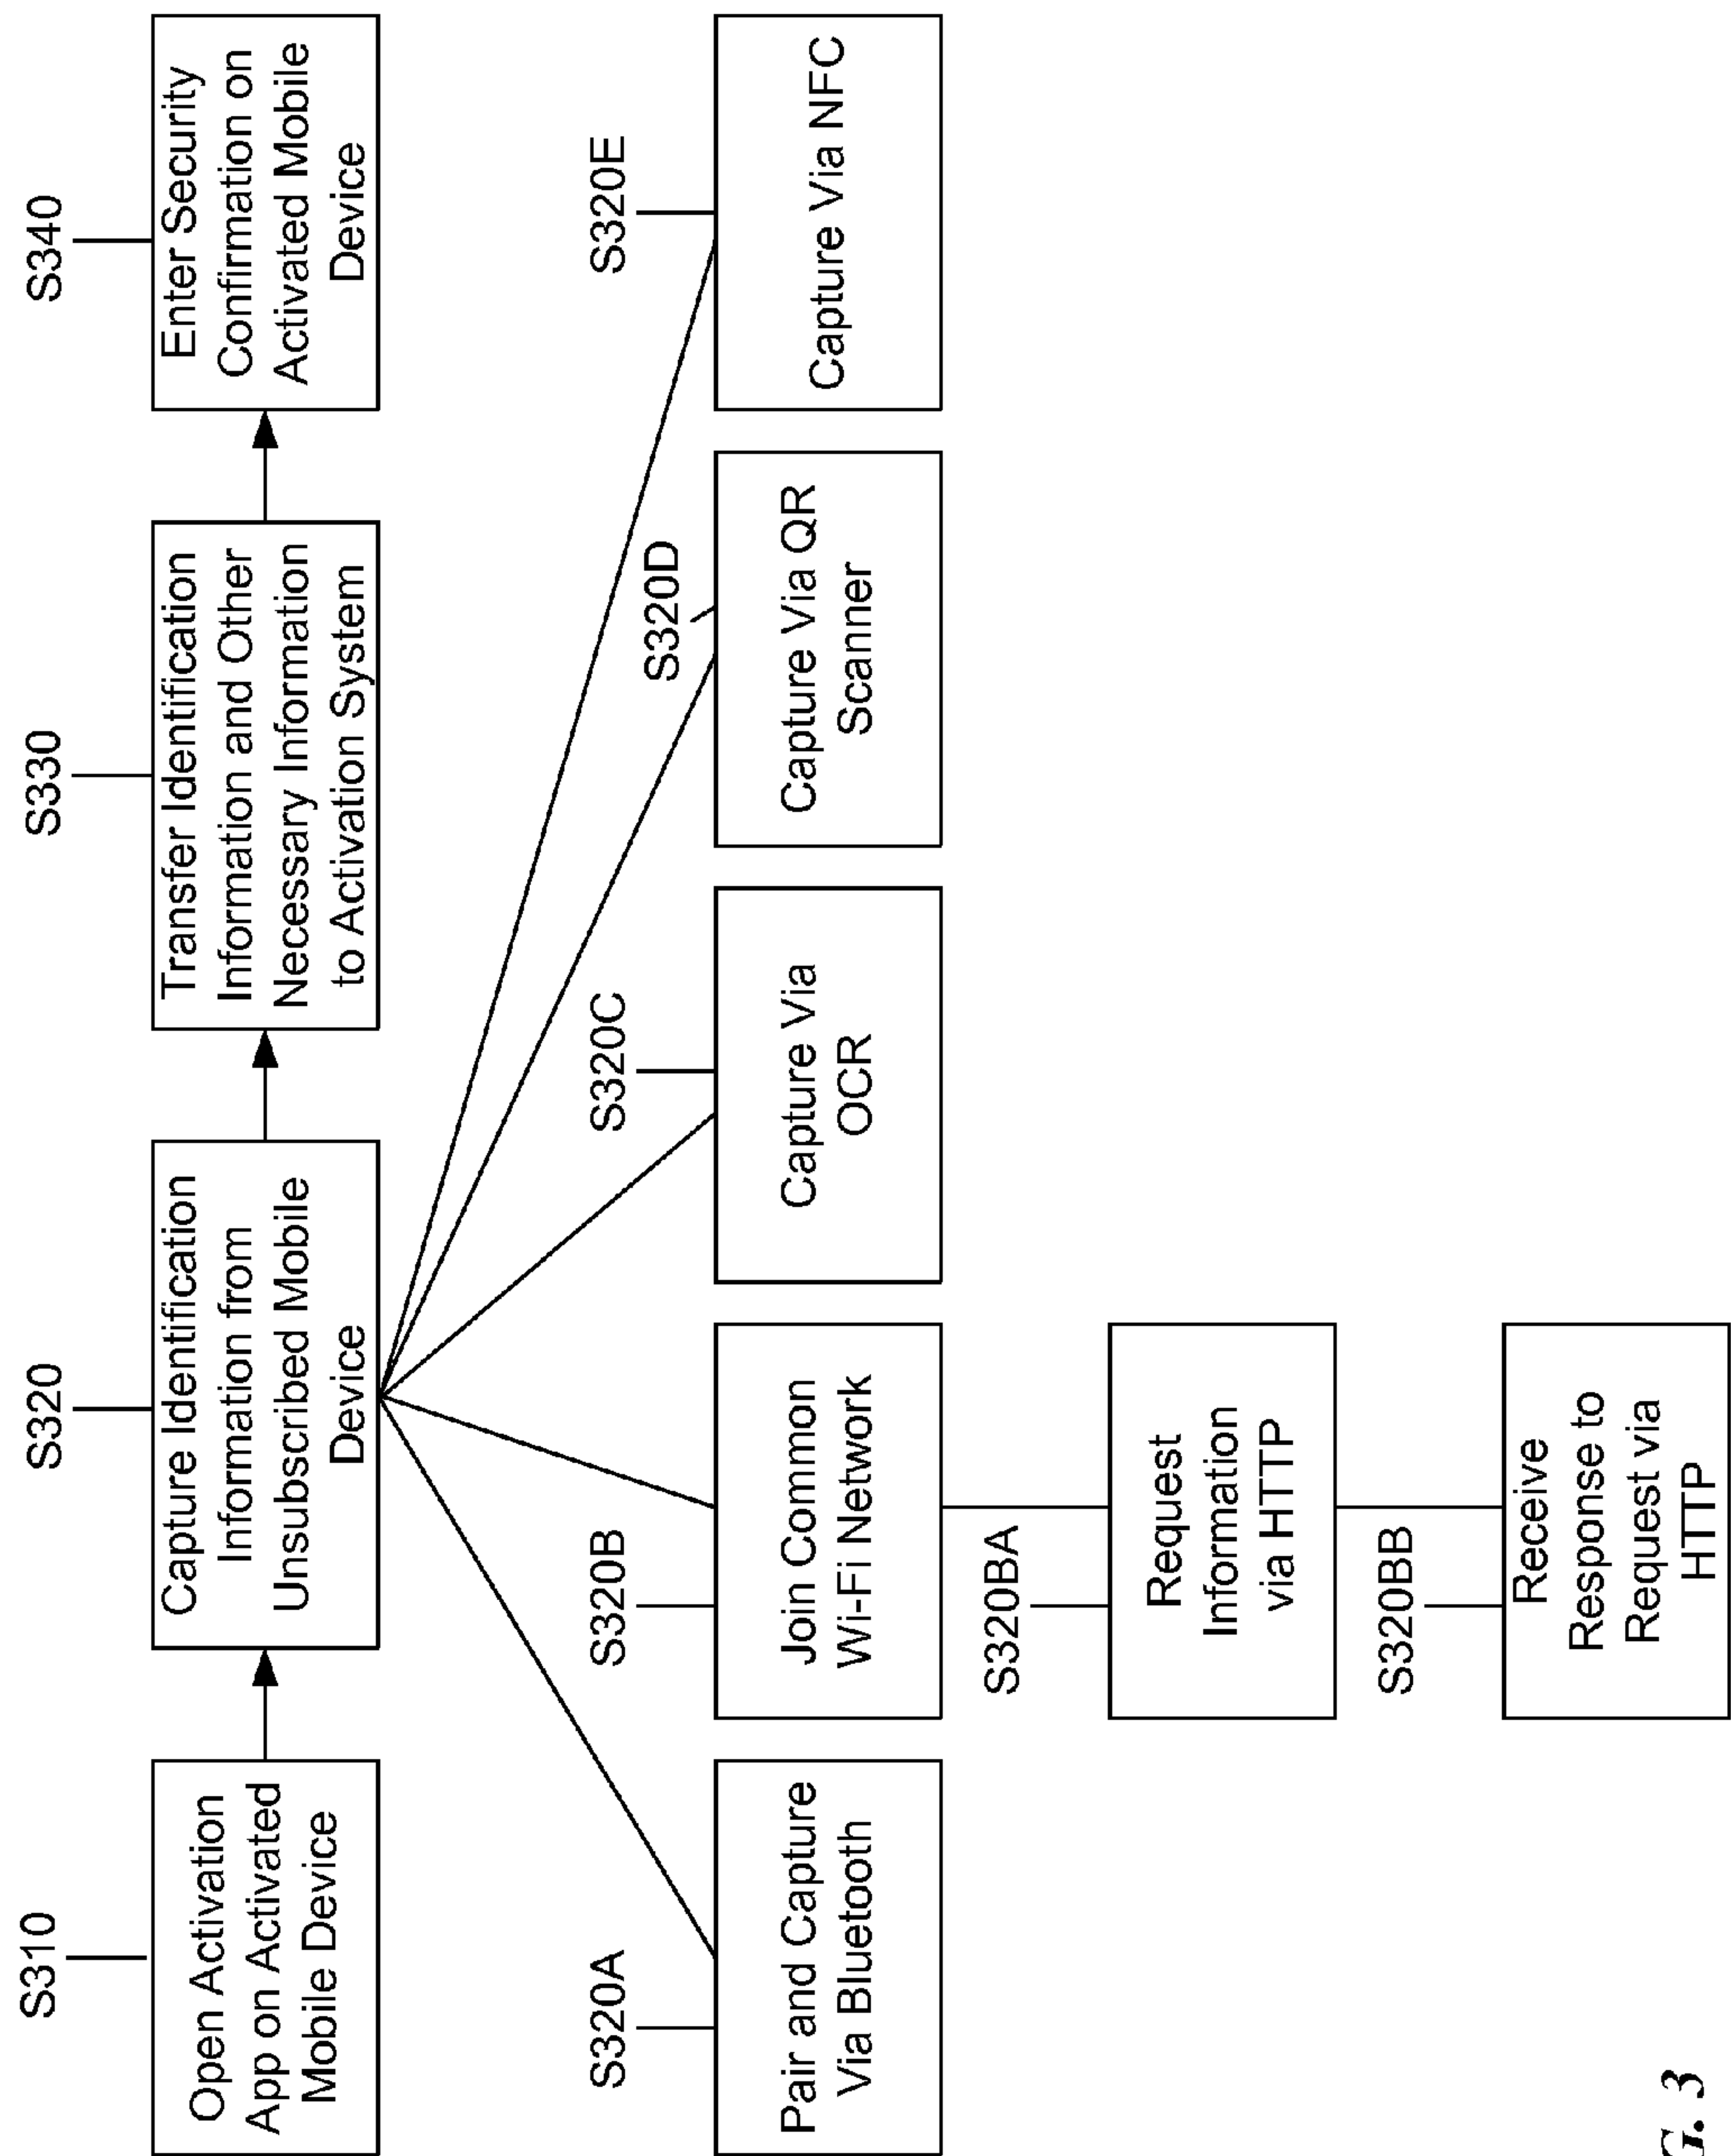 S310
Open Activation
App on Activated
Mobile Device
S320
Capture Identification
Information from
Unsubscribed Mobile
Device
S330
Transfer Identification
Information and Other
Necessary Information
to Activation System
S340
Enter Security
Confirmation on
Activated Mobile
Device
S320A
Pair and Capture
Via Bluetooth
S320B
Join Common
Wi-Fi Network
S320C
Capture Via
OCR
S320D
Capture Via QR
Scanner
S320E
Capture Via NFC
S320BA
Request
Information
via HTTP
S320BB
Receive
Response to
Request via
HTTP
G. 3